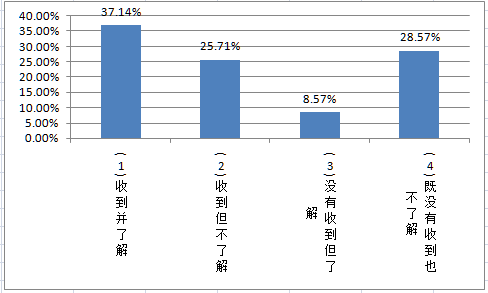 40.00%
35.00%
30.00%
25.00%
20.00%
15.00%
10.00%
5.00%
0.00%
37.14%
25.71%
8.57%
28.57%
(1)收到并了解
(2)收到但不了解
(3)没有收到但了
解
(4)既没有收到也
不了解